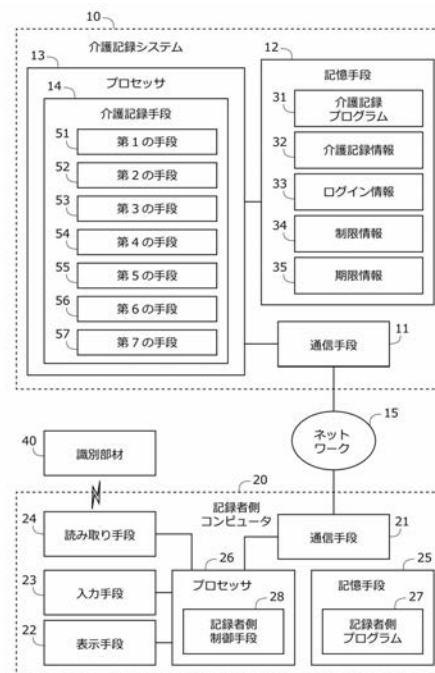 10
介護記録システム
13
プロセッサ
14
介護記録手段
51
第1の手段
52
第2の手段
53
第3の手段
54
第4の手段
55
第5の手段
56
第6の手段
57
第7の手段
12
記憶手段
31
介護記録
プログラム
32
介護記録情報
33
ログイン情報
34
制限情報
35
期限情報
11
通信手段
15
ネット
ワーク
40
識別部材
20
記録者側
コンピュータ
24
読み取り手段
21
通信手段
23
入力手段
22
表示手段
26
プロセッサ
28
記録者側
制御手段
25
記憶手段
27
記録者側
プログラム